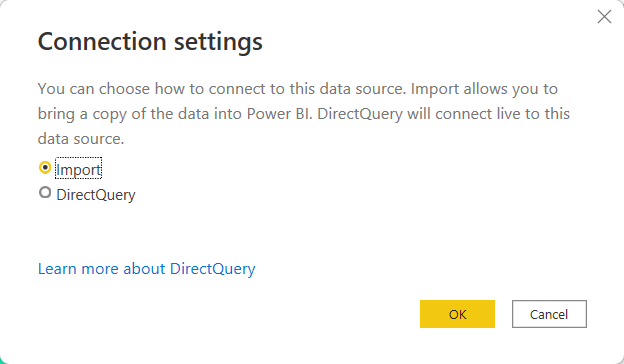 Connection settings
You can choose how to connect to this data source. Import allows you to
bring a copy of the data into Power BI. DirectQuery will connect live to this
data source.
Import
DirectQuery
Learn more about DirectQuery
OK
Cancel